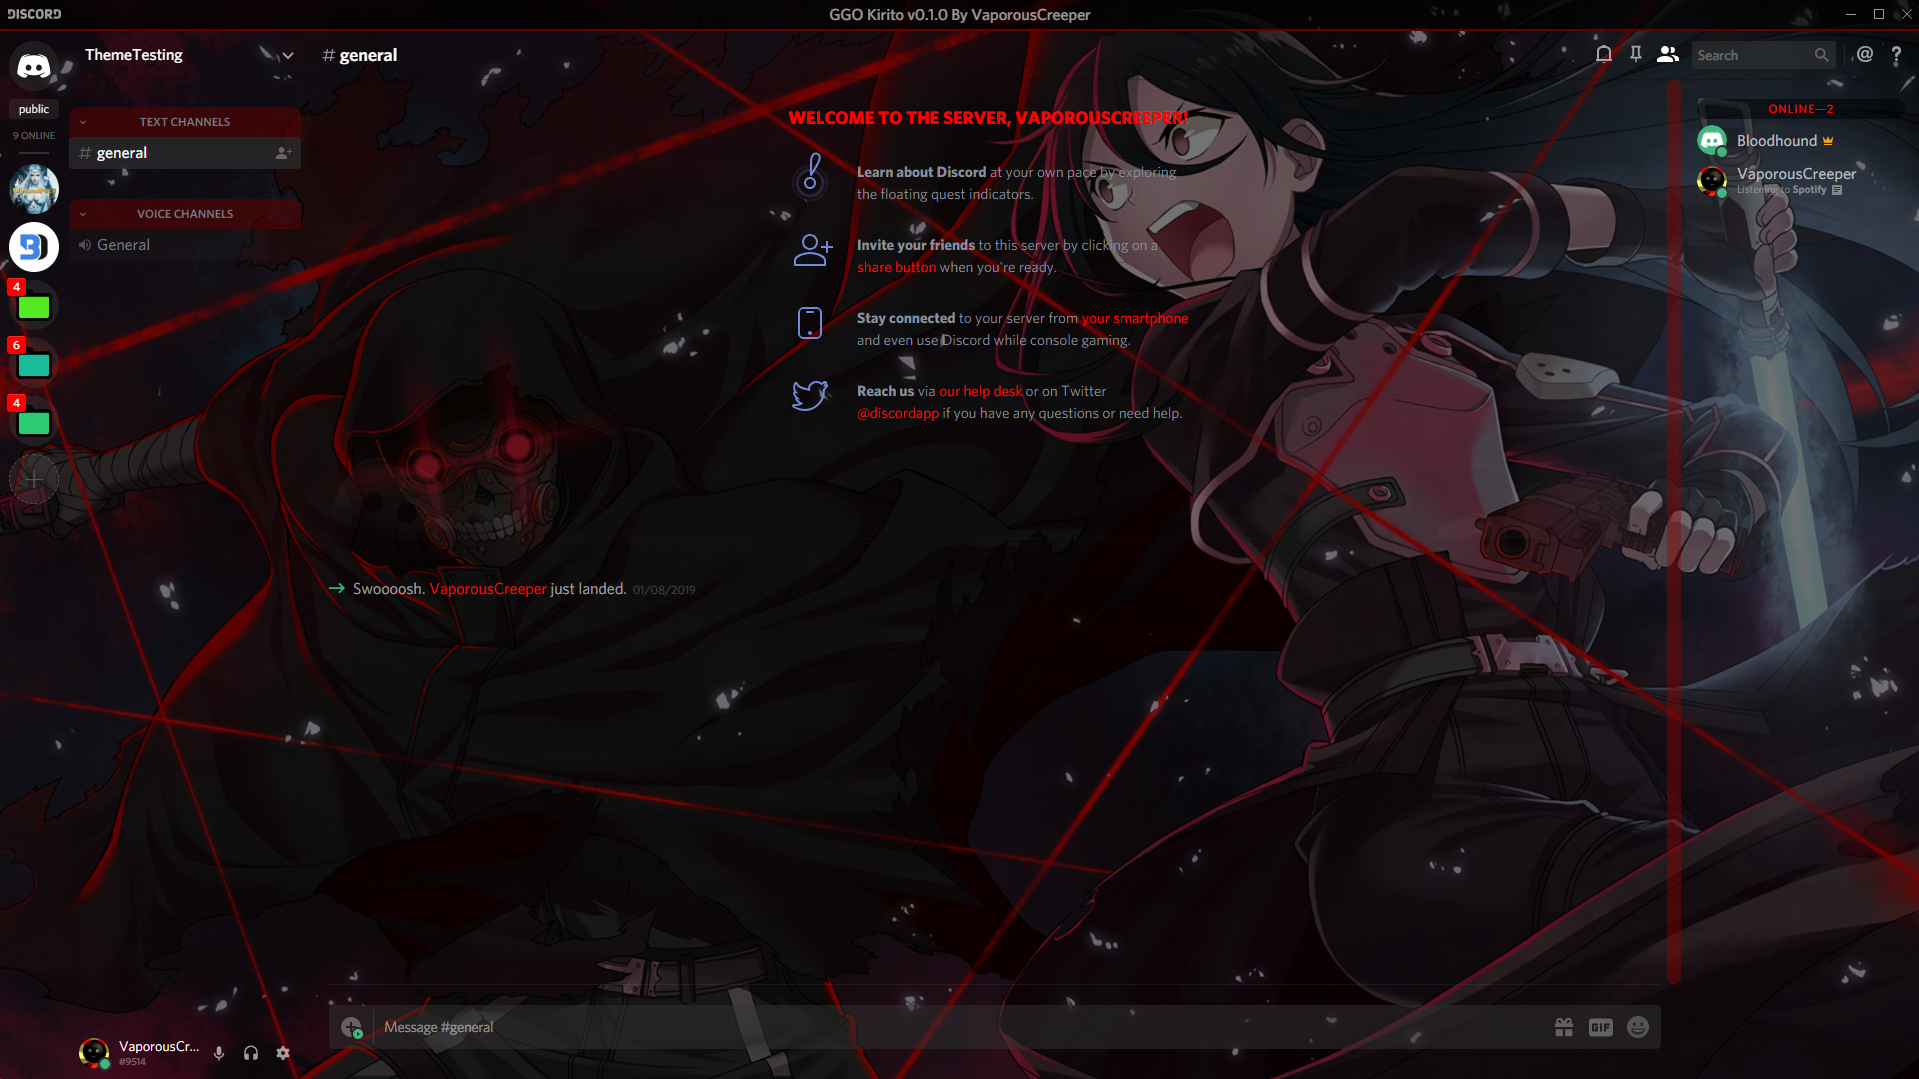 DISCORD
GGO Kirito v0.1.0 By VaporousCreeper
ThemeTesting
# general
Search
public
9 ONLINE
TEXT CHANNELS
# general
VOICE CHANNELS
General
4
6
4
WELCOME TO THE SERVER, VAPOROUSCREEPER!
Learn about Discord at your own pace by exploring
the floating quest indicators.
Invite your friends to this server by clicking on a
share button when you're ready.
Stay connected to your server from your smartphone
and even use Discord while console gaming.
Reach us via our help desk or on Twitter
@discordapp if you have any questions or need help.
Swoooosh. VaporousCreeper just landed. 01/08/2019
ONLINE—2
Bloodhound
VaporousCreeper
Listening to Spotify
Message #general
GIF
VaporousCr...
#9514